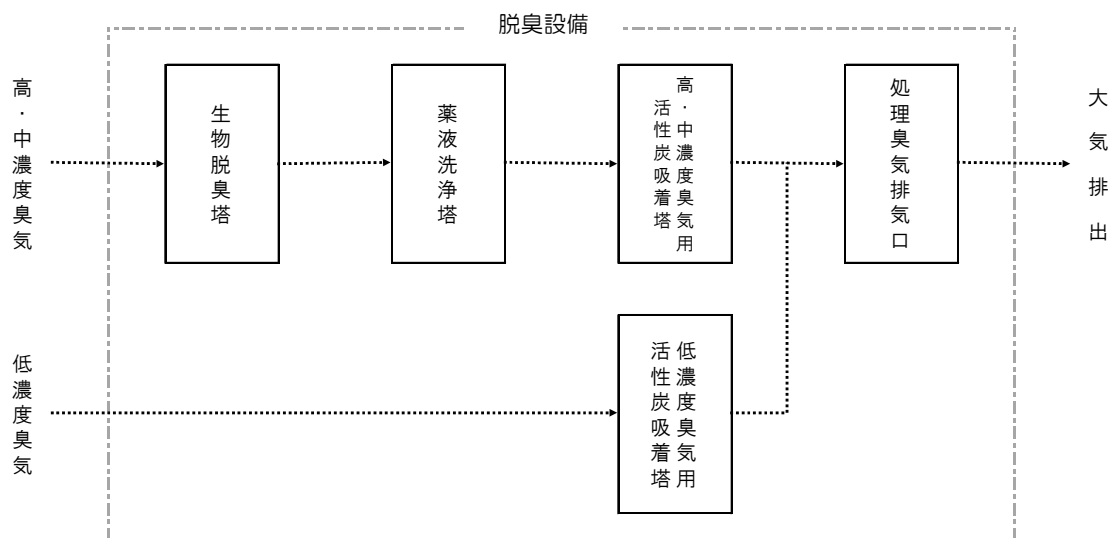 脱臭設備
高・中濃度臭気
生物脱臭塔
薬液洗浄塔
高・中濃度臭気用
活性炭吸着塔
処理臭気排気口
大気排出
低濃度臭気
低濃度臭気用
活性炭吸着塔